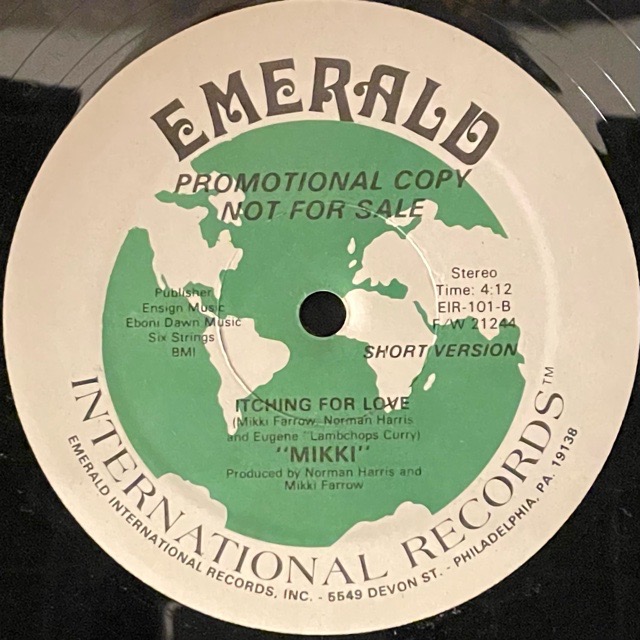 EMERALD
PROMOTIONAL COPY
NOT FOR SALE
Publisher
Ensign Music
Eboni Dawn Music
Six Strings
BMI
Stereo
Time: 4:12
EIR-101-B
F/W 21244
SHORT VERSION
ITCHING FOR LOVE
(Mikki Farrow, Norman Harris
and Eugene "Lambchops Curry)
"MIKKI"
Produced by Norman Harris and
Mikki Farrow
INTERNATIONAL RECORDS™
EMERALD INTERNATIONAL RECORDS, INC. - 5549 DEVON ST. - PHILADELPHIA, PA. 19138